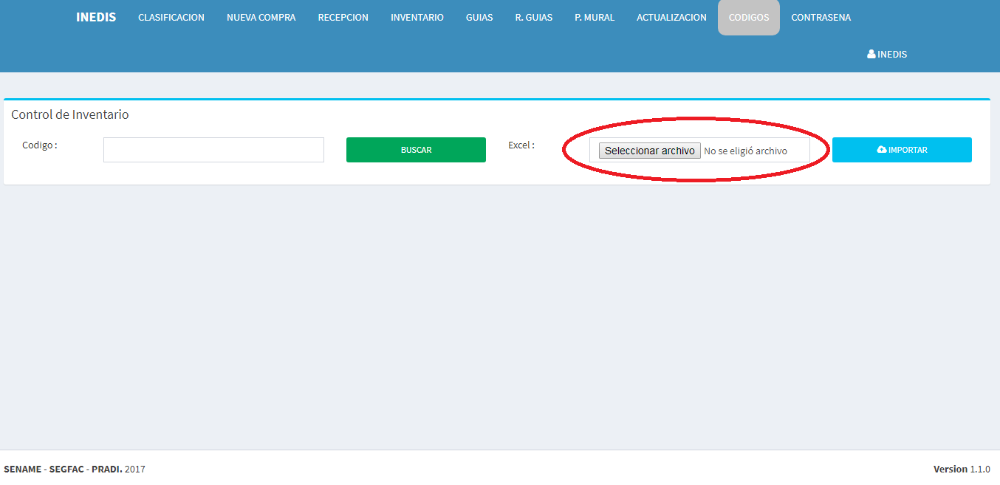 INEDIS CLASIFICACION NUEVA COMPRA RECEPCION INVENTARIO GUIAS R. GUIAS P. MURAL ACTUALIZACION CODIGOS CONTRASENA
INEDIS
Control de Inventario
Codigo : BUSCAR Excel : Seleccionar archivo No se eligió archivo IMPORTAR
SENAME - SEGFAC - PRADI. 2017 Version 1.1.0